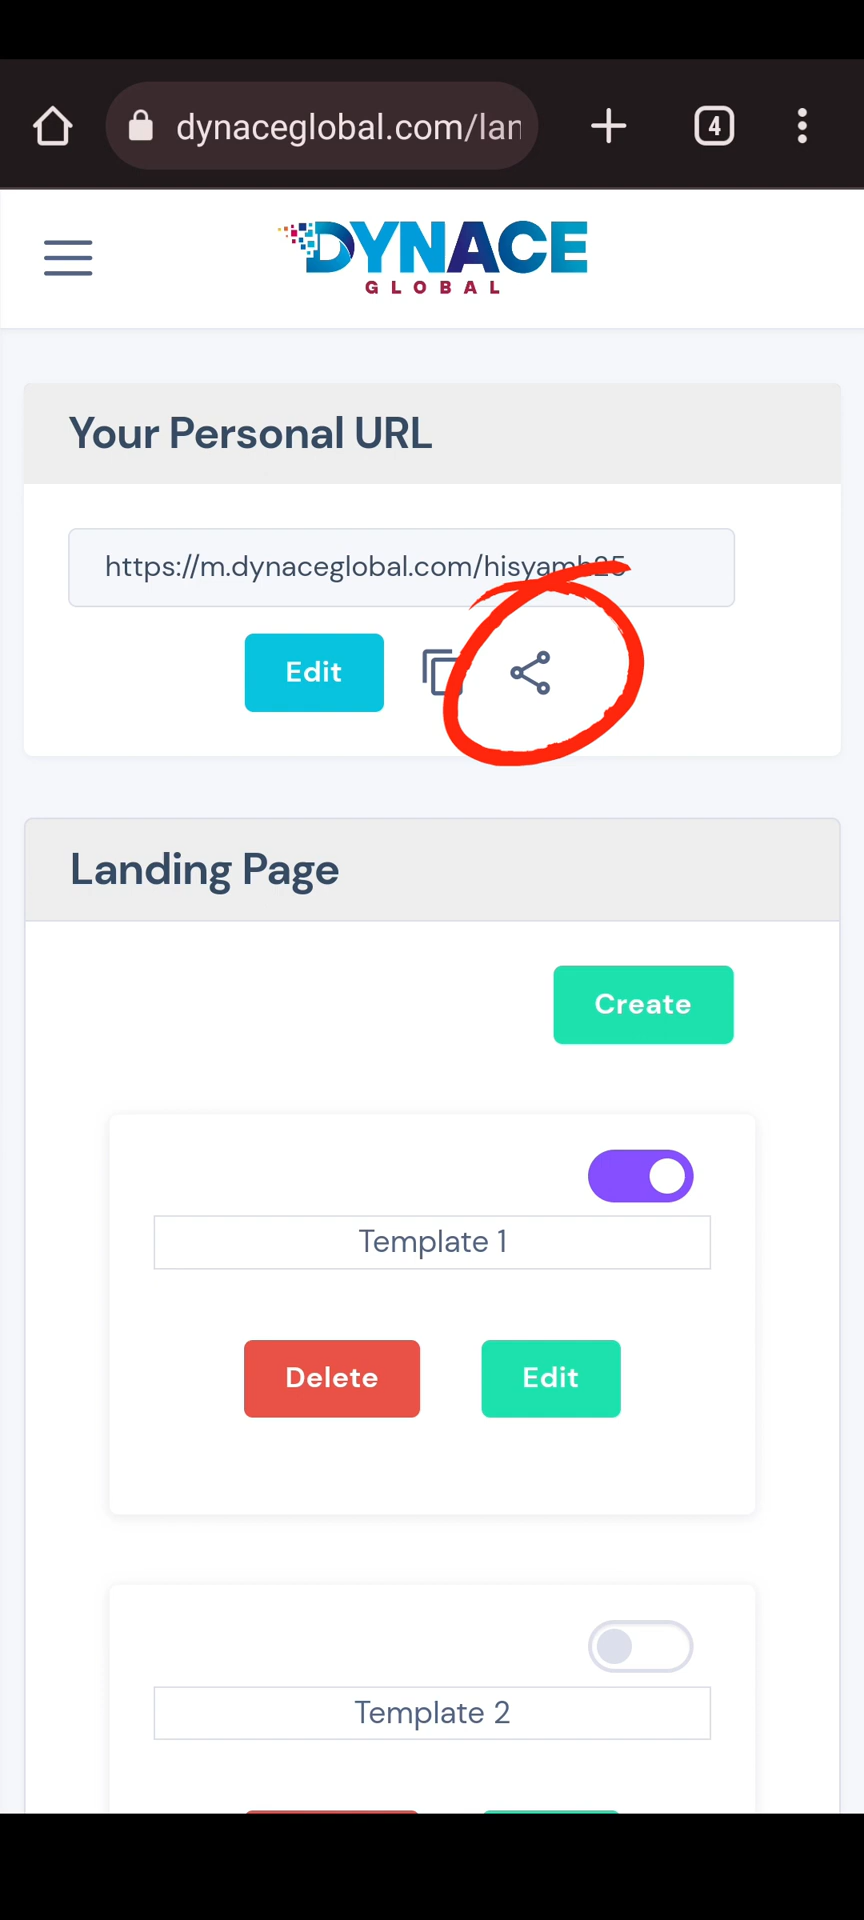 dynaceglobal.com/lan
4
DYNACE
GLOBAL
Your Personal URL
https://m.dynaceglobal.com/hisyamh25
Edit
Landing Page
Create
Template 1
Delete
Edit
Template 2